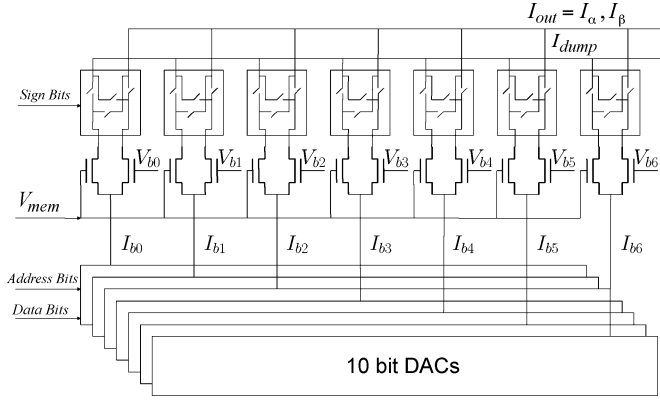 I_out = I_α , I_β
I_dump
Sign Bits
V_b0 V_b1 V_b2 V_b3 V_b4 V_b5 V_b6
V_mem
I_b0 I_b1 I_b2 I_b3 I_b4 I_b5 I_b6
Address Bits
Data Bits
10 bit DACs